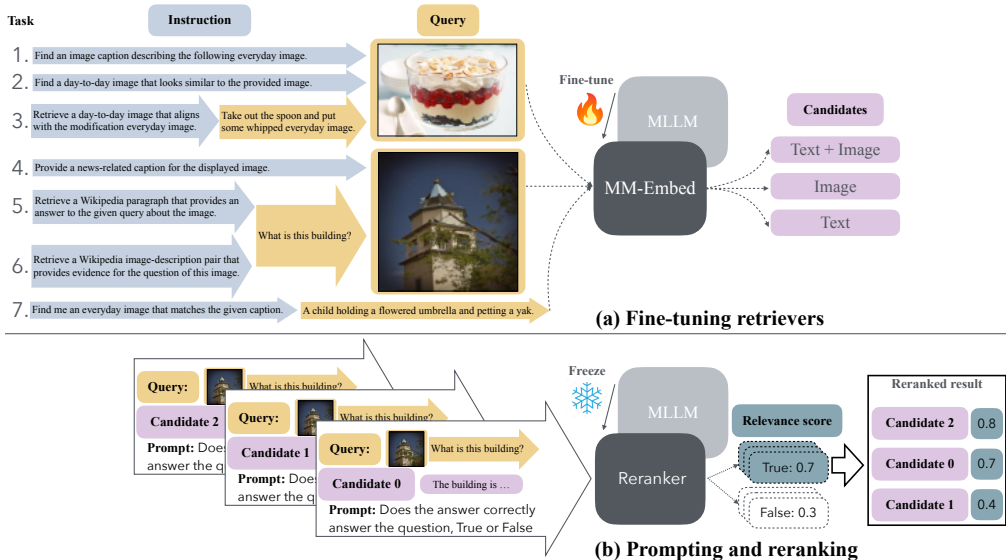 Task
Instruction
Query
1. Find an image caption describing the following everyday image.
2. Find a day-to-day image that looks similar to the provided image.
3. Retrieve a day-to-day image that aligns
with the modification everyday image.
Take out the spoon and put
some whipped everyday image.
4. Provide a news-related caption for the displayed image.
5. Retrieve a Wikipedia paragraph that provides an
answer to the given query about the image.
What is this building?
6. Retrieve a Wikipedia image-description pair that
provides evidence for the question of this image.
7. Find me an everyday image that matches the given caption.
A child holding a flowered umbrella and petting a yak.
Fine-tune
MLLM
MM-Embed
Candidates
Text + Image
Image
Text
(a) Fine-tuning retrievers
Query:
What is this building?
Candidate 2
Prompt: Does
answer the q
Query:
What is this building?
Candidate 1
Prompt: Does
answer the qu
Query:
What is this building?
Candidate 0
The building is ...
Prompt: Does the answer correctly
answer the question, True or False
Freeze
MLLM
Reranker
Relevance score
True: 0.7
False: 0.3
Reranked result
Candidate 2 0.8
Candidate 0 0.7
Candidate 1 0.4
(b) Prompting and reranking